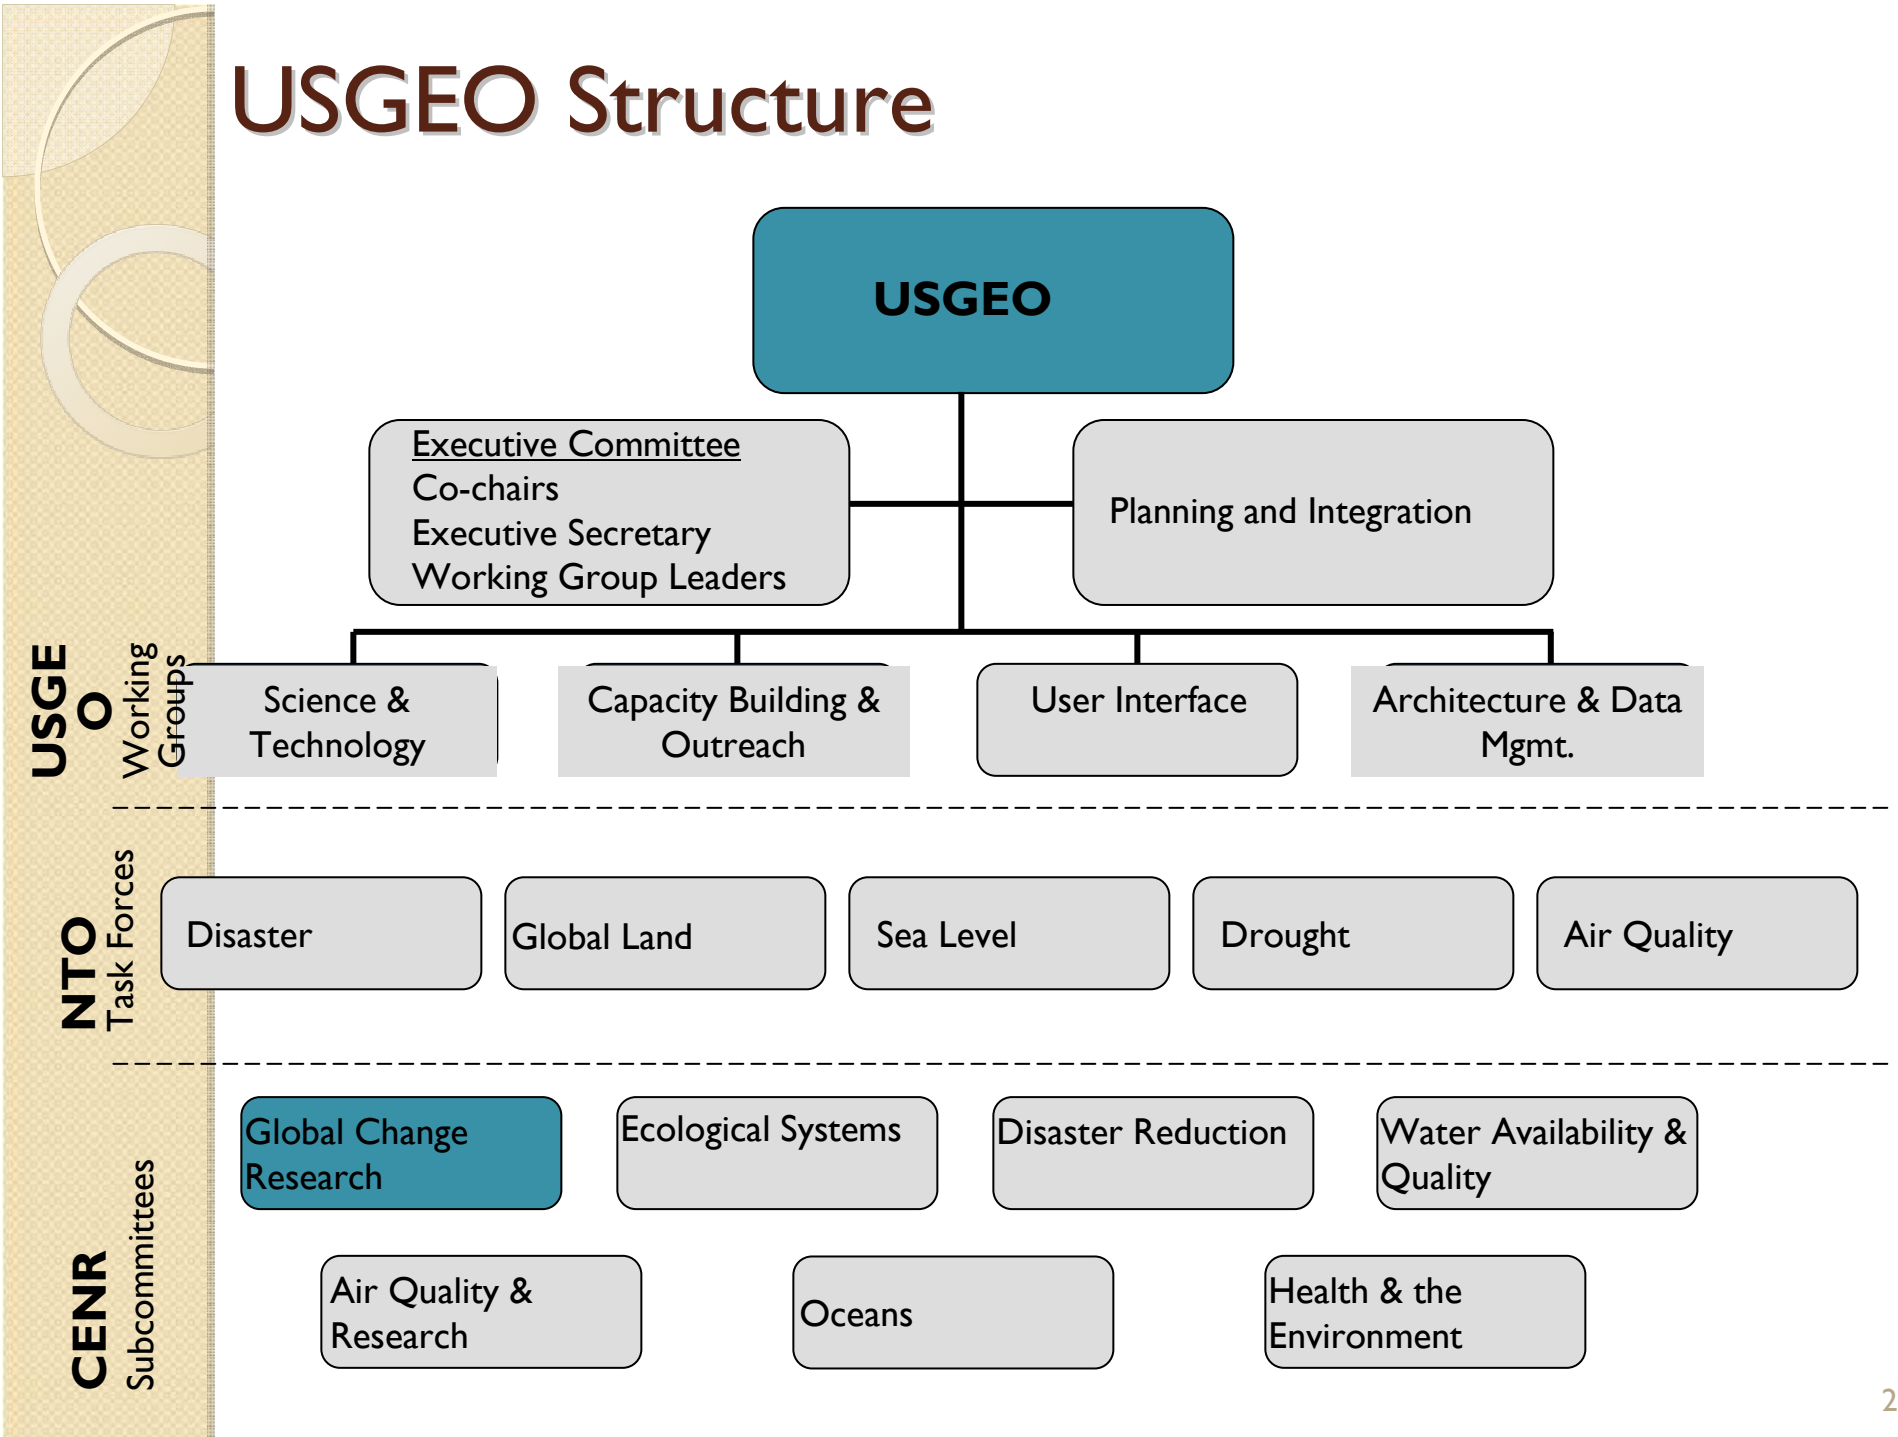 USGEO Structure
USGEO
Executive Committee
Co-chairs
Executive Secretary
Working Group Leaders
Planning and Integration
USGE
O
Working
Groups
Science &
Technology
Capacity Building &
Outreach
User Interface
Architecture & Data
Mgmt.
NTO
Task Forces
Disaster
Global Land
Sea Level
Drought
Air Quality
CENR
Subcommittees
Global Change
Research
Ecological Systems
Disaster Reduction
Water Availability &
Quality
Air Quality &
Research
Oceans
Health & the
Environment
2